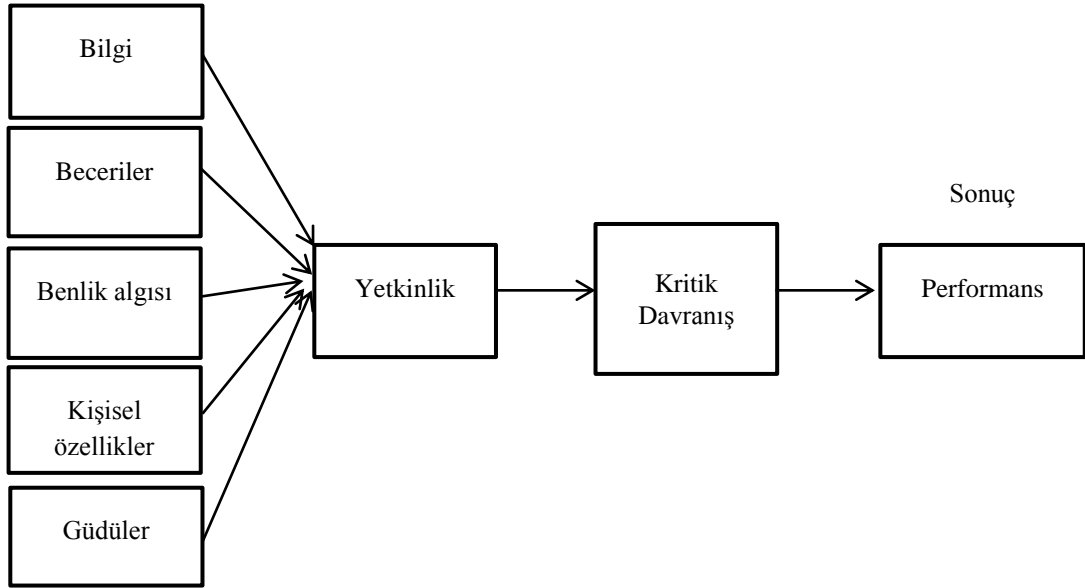 Bilgi
Beceriler
Benlik algısı
Kişisel
özellikler
Güdüler
Yetkinlik
Kritik
Davranış
Sonuç
Performans